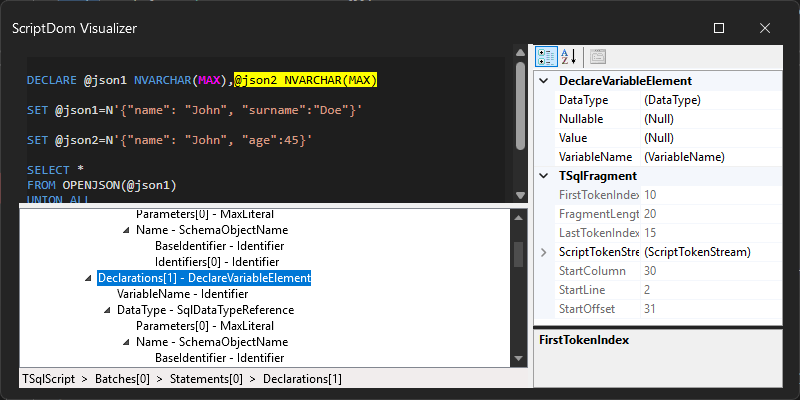 ScriptDom Visualizer
DECLARE @json1 NVARCHAR(MAX),@json2 NVARCHAR(MAX)
SET @json1=N'{"name": "John", "surname":"Doe"}'
SET @json2=N'{"name": "John", "age":45}'
SELECT *
FROM OPENJSON(@json1)
UNION ALL
Parameters[0] - MaxLiteral
Name - SchemaObjectName
BaseIdentifier - Identifier
Identifiers[0] - Identifier
Declarations[1] - DeclareVariableElement
VariableName - Identifier
DataType - SqlDataTypeReference
Parameters[0] - MaxLiteral
Name - SchemaObjectName
BaseIdentifier - Identifier
TSqlScript > Batches[0] > Statements[0] > Declarations[1]
A
Z
DeclareVariableElement
DataType (DataType)
Nullable (Null)
Value (Null)
VariableName (VariableName)
TSqlFragment
FirstTokenIndex 10
FragmentLengt 20
LastTokenIndex 15
ScriptTokenStre (ScriptTokenStream)
StartColumn 30
StartLine 2
StartOffset 31
FirstTokenIndex